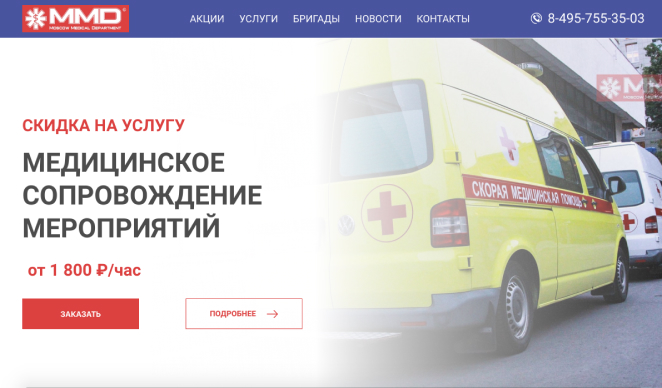 MMD®
MOSCOW MEDICAL DEPARTMENT
АКЦИИ УСЛУГИ БРИГАДЫ НОВОСТИ КОНТАКТЫ 8-495-755-35-03
СКИДКА НА УСЛУГУ
МЕДИЦИНСКОЕ
СОПРОВОЖДЕНИЕ
МЕРОПРИЯТИЙ
от 1 800 ₽/час
ЗАКАЗАТЬ
ПОДРОБНЕЕ
СКОРАЯ МЕДИЦИНСКАЯ ПОМОЩЬ
MMD